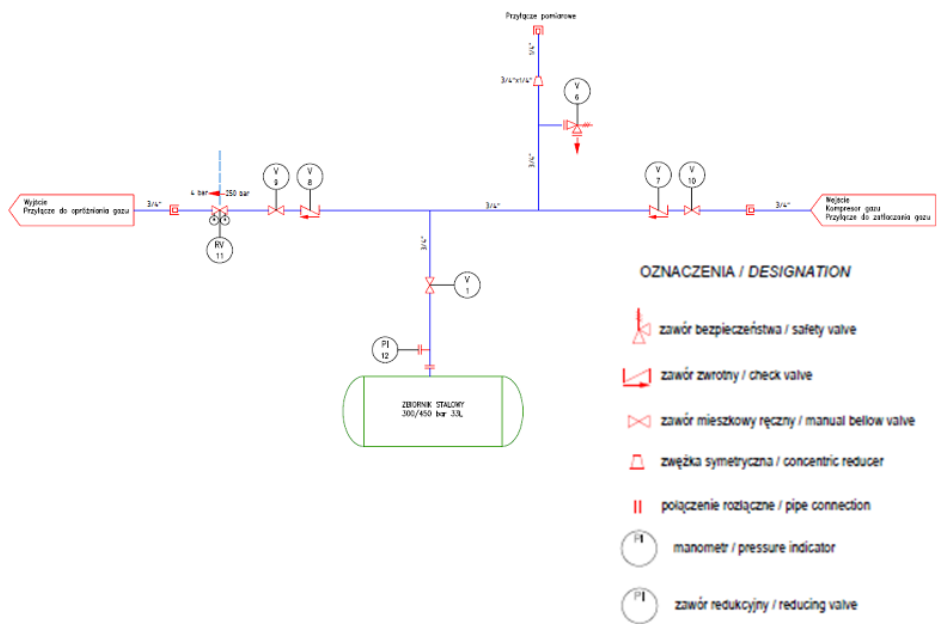 Przyłącze pomiarowe
1/4"
3/4"x1/4"
V
6
3/4"
4 bar
250 bar
V
9
V
8
V
7
V
10
Wyjście
Przyłącze do opróżniania gazu
3/4"
3/4"
3/4"
Wejście
Kompresor gazu
Przyłącze do zatłaczania gazu
RV
11
3/4"
V
1
PI
12
ZBIORNIK STALOWY
300/450 bar 33L
OZNACZENIA / DESIGNATION
zawór bezpieczeństwa / safety valve
zawór zwrotny / check valve
zawór mieszkowy ręczny / manual bellow valve
zwężka symetryczna / concentric reducer
połączenie rozłączne / pipe connection
PI
manometr / pressure indicator
PI
zawór redukcyjny / reducing valve